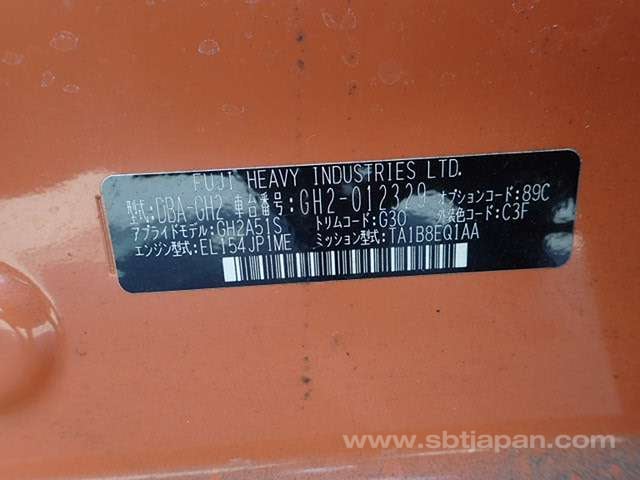 FUJI HEAVY INDUSTRIES LTD.
型式:DBA-GH2 車台番号:GH2-012329 オプションコード:89C
アプライドモデル:GH2A51S トリムコード:G30 外装色コード:C3F
エンジン型式:EL154JP1ME ミッション型式:TA1B8EQ1AA
www.sbtjapan.com